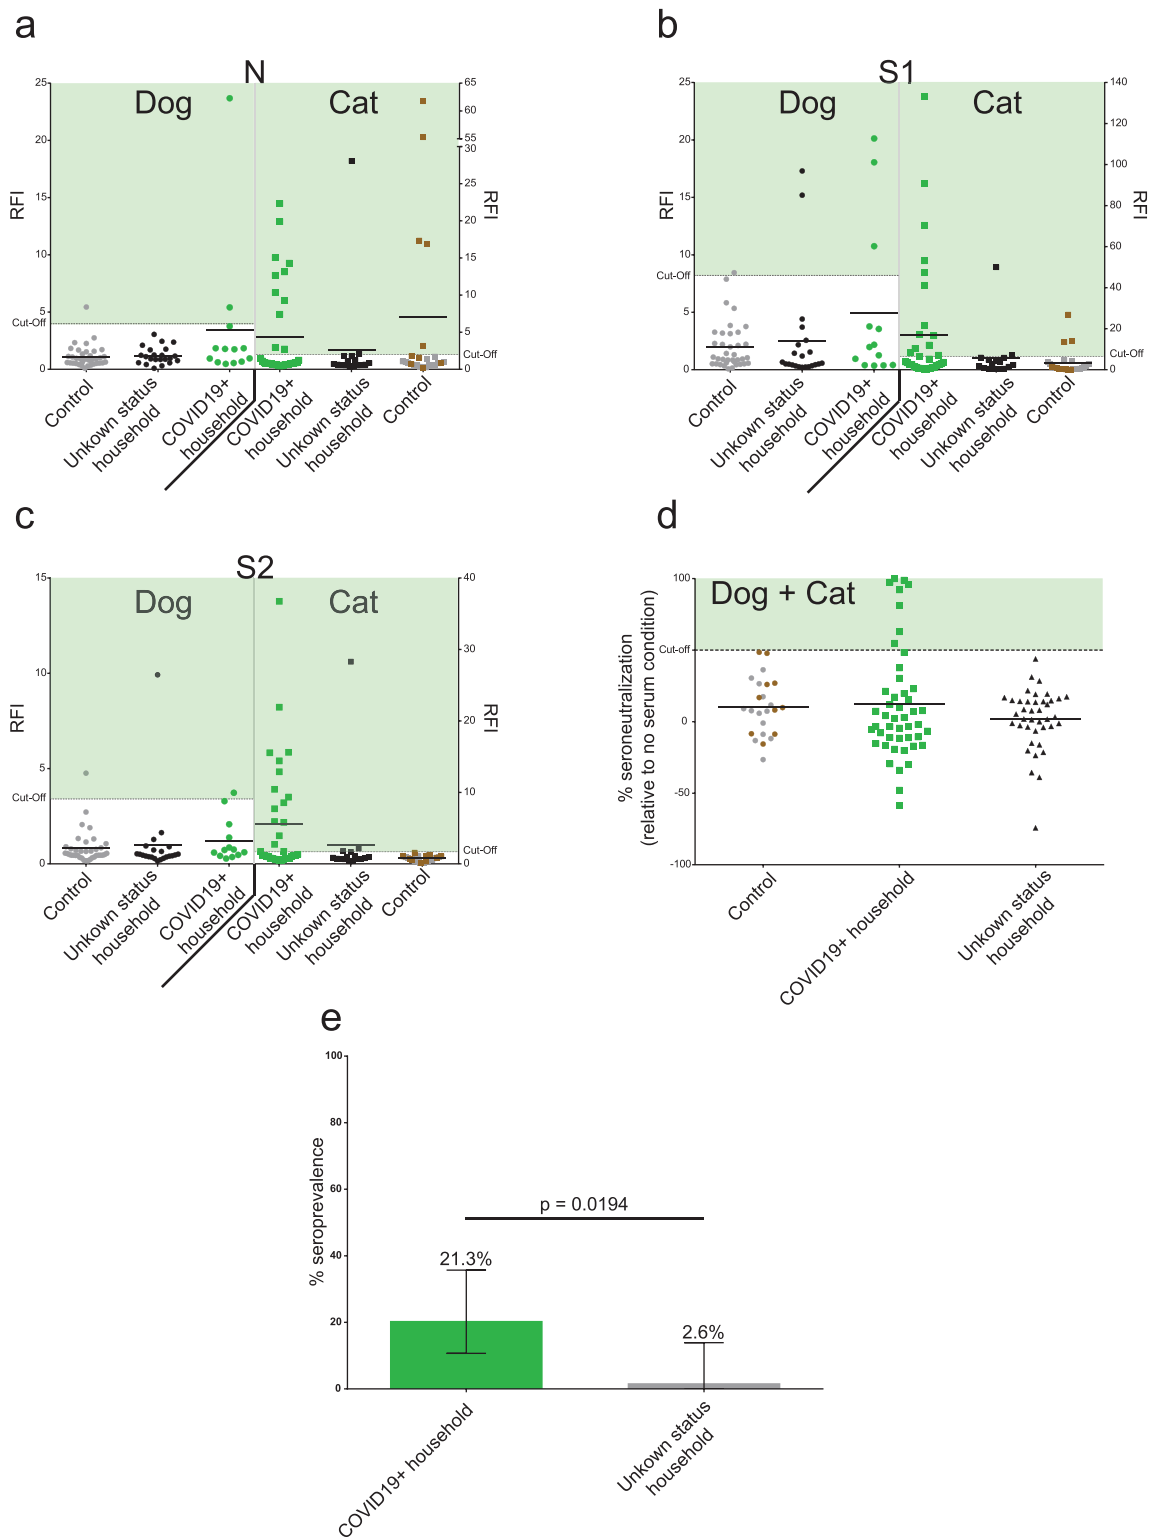 a
N
Dog
Cat
RFI
25
20
15
10
5
0
Cut-Off
65
60
55
30
25
20
15
10
5
0
Cut-Off
RFI
Control
Unkown status
household
COVID19+
household
COVID19+
household
Unkown status
household
Control
b
S1
Dog
Cat
RFI
25
20
15
10
5
0
Cut-Off
140
120
100
80
60
40
20
0
Cut-Off
RFI
Control
Unkown status
household
COVID19+
household
COVID19+
household
Unkown status
household
Control
c
S2
Dog
Cat
RFI
15
10
5
0
Cut-Off
40
30
20
10
0
Cut-Off
RFI
Control
Unkown status
household
COVID19+
household
COVID19+
household
Unkown status
household
Control
d
Dog + Cat
% seroneutralization
(relative to no serum condition)
100
Cut-off
0
-50
-100
Control
COVID19+ household
Unkown status
household
e
% seroprevalence
100
80
60
40
20
0
p = 0.0194
21.3%
2.6%
COVID19+ household
Unkown status
household